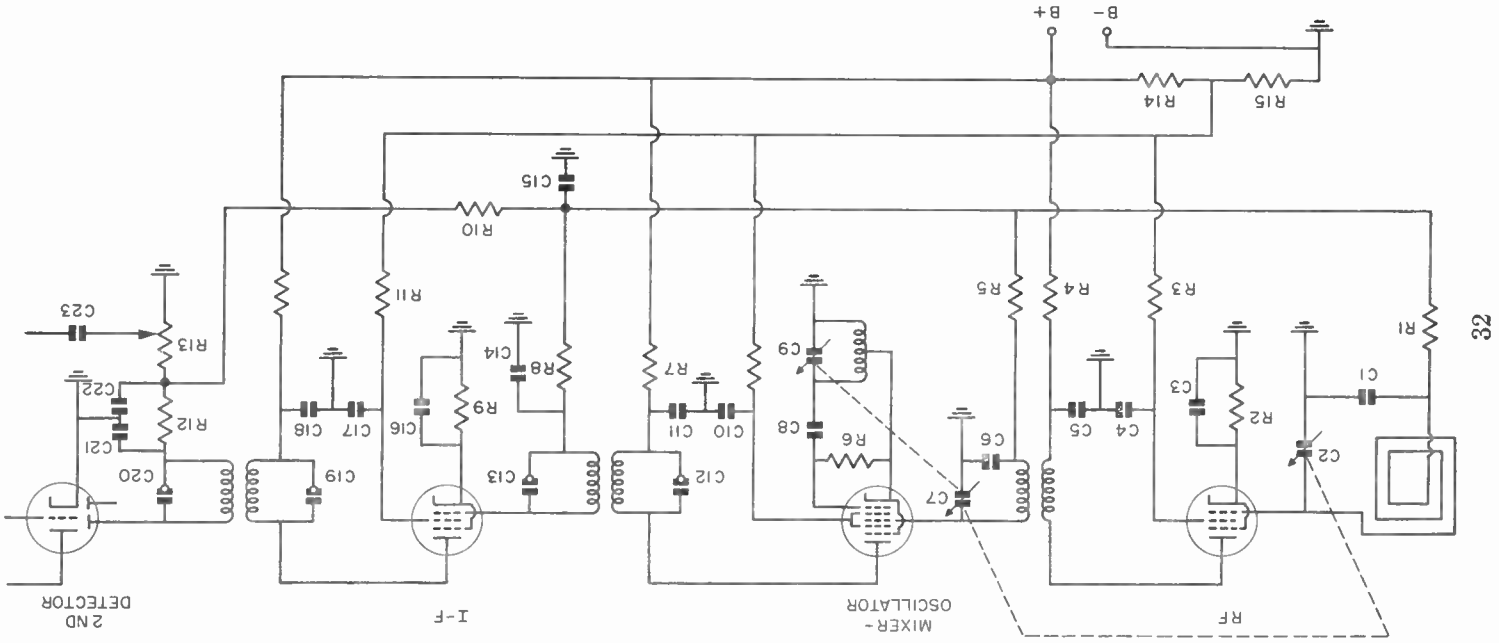 RF
MIXER-
OSCILLATOR
I-F
2ND
DETECTOR
C2
C7
C12
C13
C19
C20
C1
R2
C3
C4
C5
C6
R6
C8
C10
C11
R9
C16
C17
C18
C21
R12
C22
R1
R3
R4
R5
C9
R7
R8
C14
R11
R13
C23
R10
C15
R15
R14
B-
B+
32